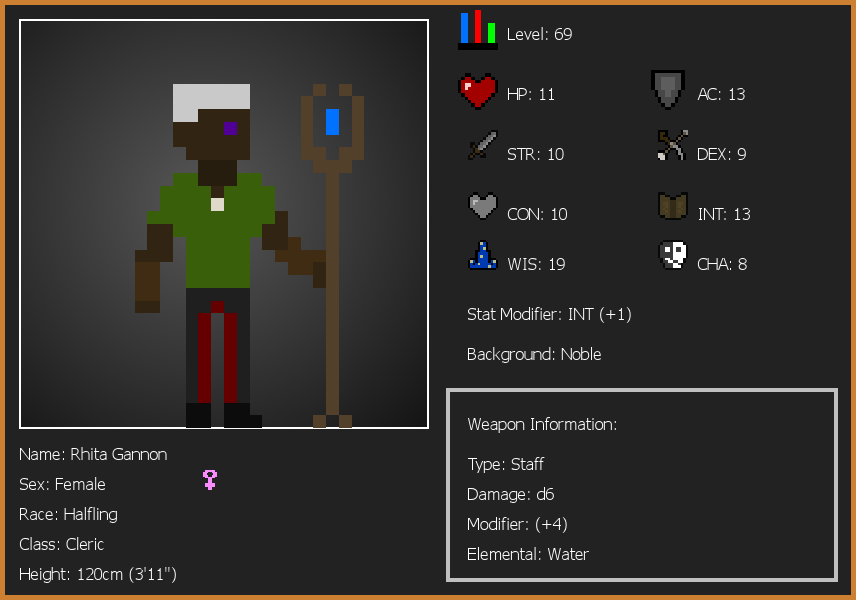 Level: 69
HP: 11
AC: 13
STR: 10
DEX: 9
CON: 10
INT: 13
WIS: 19
CHA: 8
Stat Modifier: INT (+1)
Background: Noble
Weapon Information:
Type: Staff
Damage: d6
Modifier: (+4)
Elemental: Water
Name: Rhita Gannon
Sex: Female
Race: Halfling
Class: Cleric
Height: 120cm (3'11")